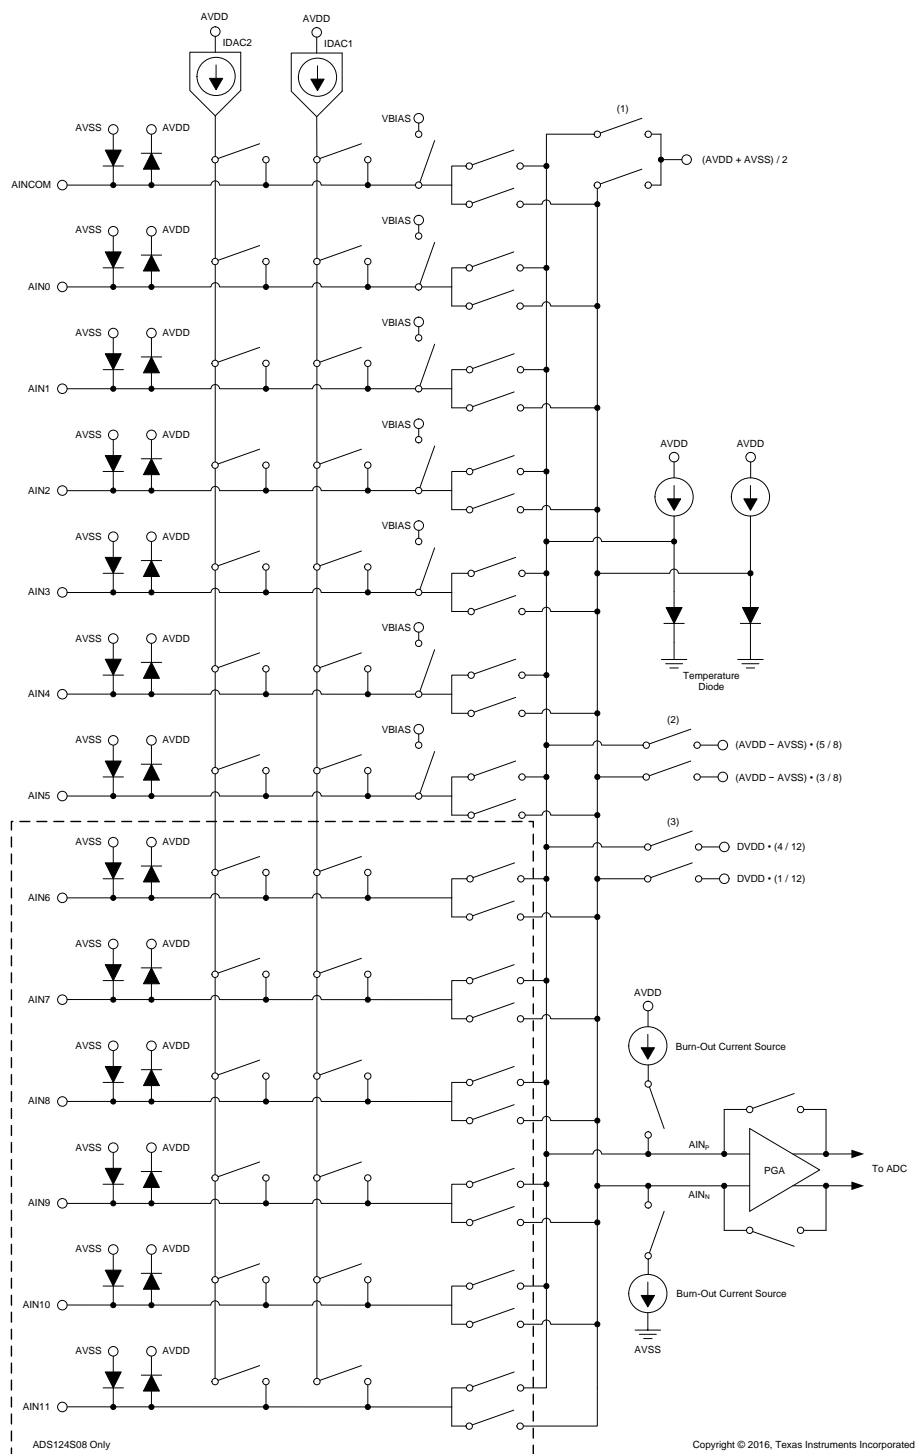 AVDD AVDD
IDAC2 IDAC1
(1)
AVSS AVDD VBIAS
(AVDD + AVSS) / 2
AINCOM
AVSS AVDD VBIAS
AIN0
AVSS AVDD VBIAS
AIN1
AVSS AVDD VBIAS
AVDD AVDD
AIN2
AVSS AVDD VBIAS
AIN3
AVSS AVDD VBIAS
Temperature
Diode
AIN4
AVSS AVDD VBIAS
(2)
(AVDD − AVSS) • (5 / 8)
(AVDD − AVSS) • (3 / 8)
AIN5
(3)
AVSS AVDD
DVDD • (4 / 12)
DVDD • (1 / 12)
AIN6
AVSS AVDD
AIN7
AVDD
AVSS AVDD
Burn-Out Current Source
AIN8
AVSS AVDD
AINP
PGA
To ADC
AINN
AIN9
AVSS AVDD
Burn-Out Current Source
AIN10
AVSS
AVSS AVDD
AIN11
ADS124S08 Only
Copyright © 2016, Texas Instruments Incorporated